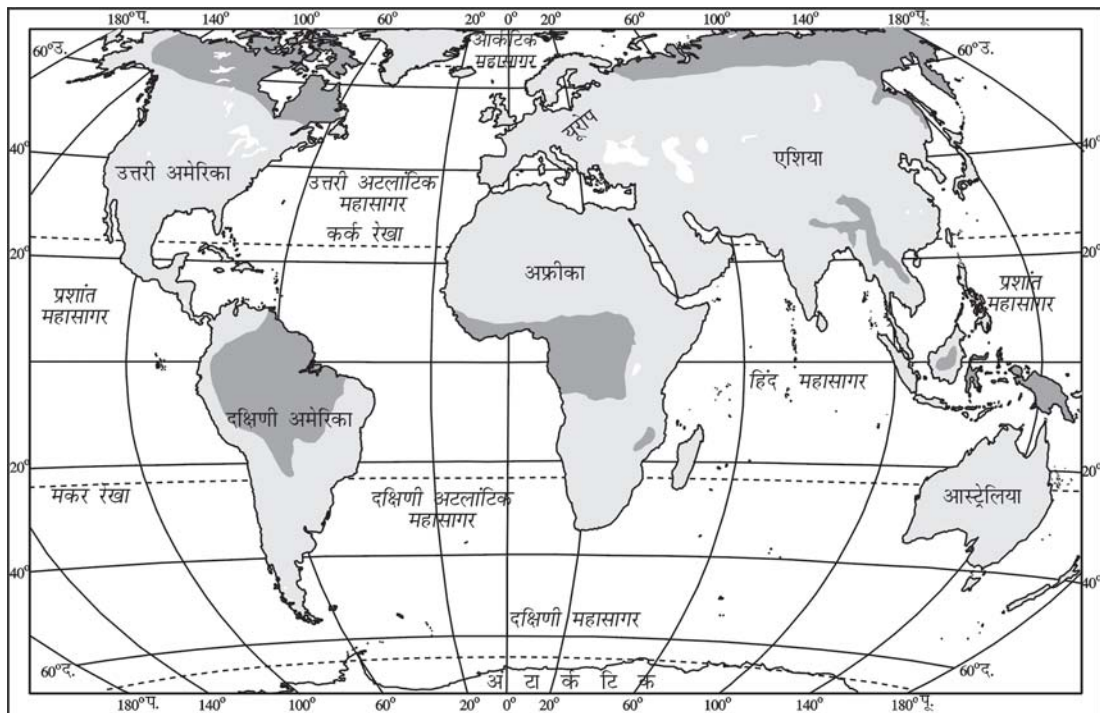 180°प. 140° 100° 60° 20° 0° 20° 60° 100° 140° 180°पू.
60°उ. 60°उ.
आर्कटिक
महासागर
यूरोप
एशिया
40° 40°
उत्तरी अमेरिका
उत्तरी अटलांटिक
महासागर
कर्क रेखा
20° 20°
अफ्रीका
प्रशांत
महासागर
प्रशांत
महासागर
0° 0°
हिंद महासागर
दक्षिणी अमेरिका
20° 20°
मकर रेखा
दक्षिणी अटलांटिक
महासागर
आस्ट्रेलिया
40° 40°
दक्षिणी महासागर
60°द. 60°द.
अं टा र्क टि क
180°प. 140° 100° 60° 20° 0° 20° 60° 100° 140° 180°पू.